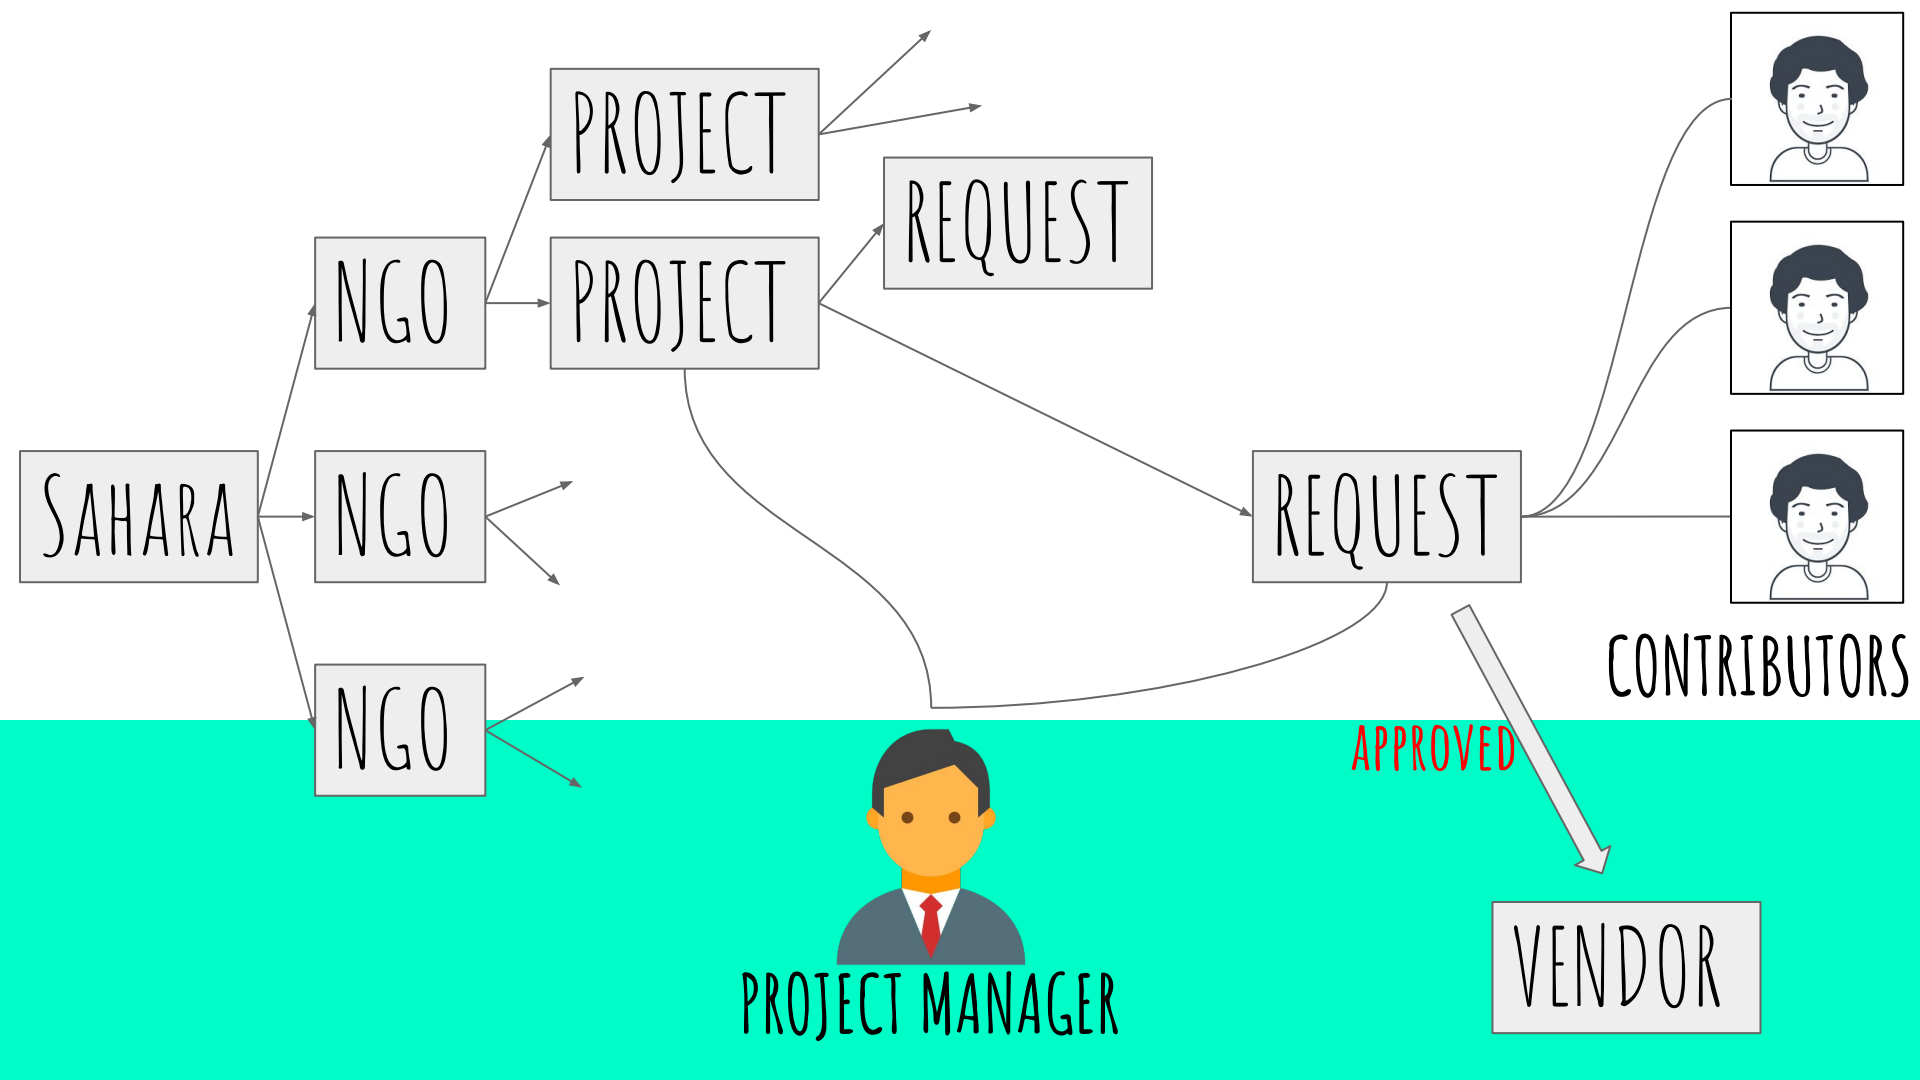 PROJECT
REQUEST
NGO
PROJECT
SAHARA
NGO
REQUEST
CONTRIBUTORS
NGO
APPROVED
VENDOR
PROJECT MANAGER